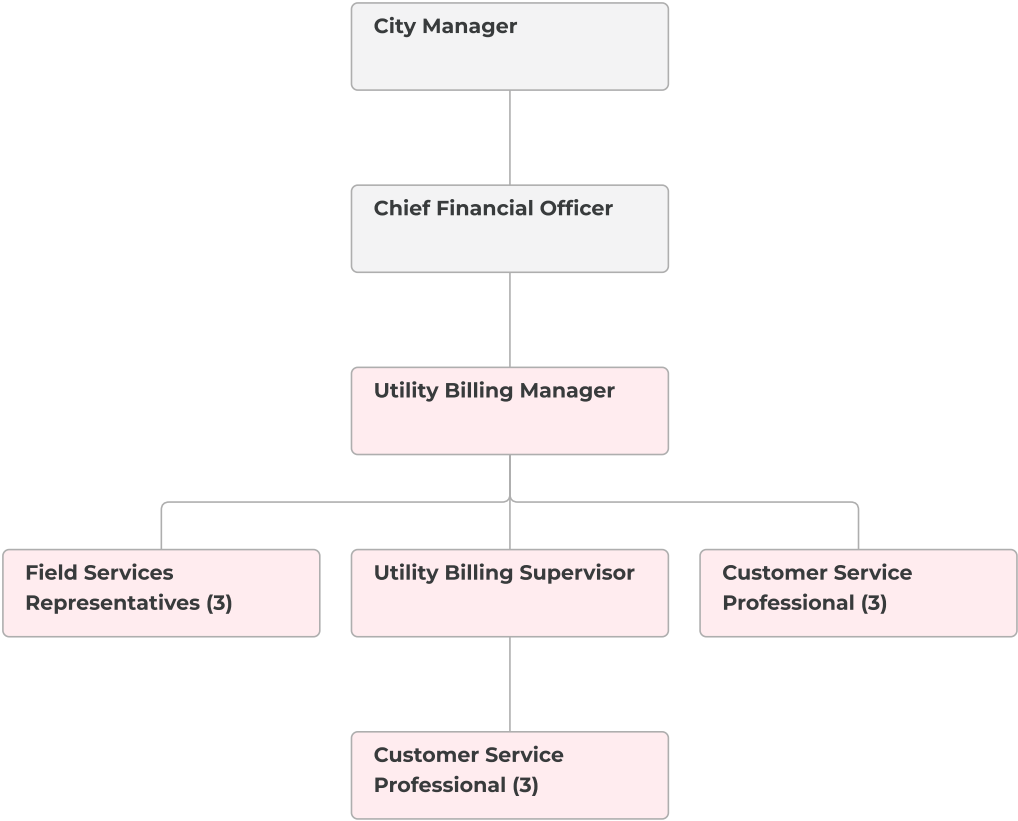 City Manager
Chief Financial Officer
Utility Billing Manager
Field Services
Representatives (3)
Utility Billing Supervisor
Customer Service
Professional (3)
Customer Service
Professional (3)